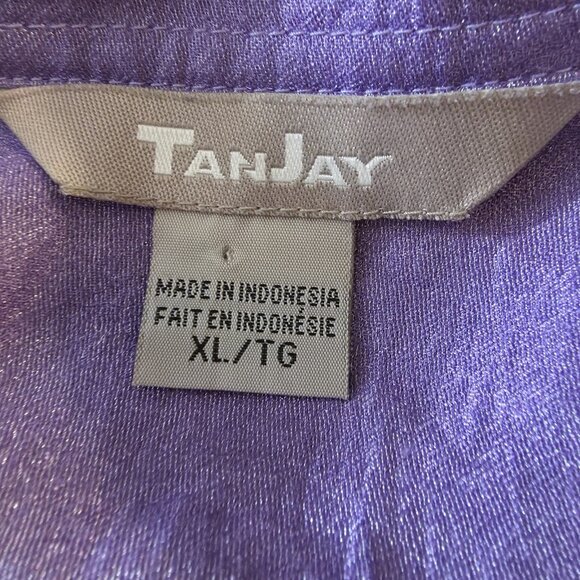 TANJAY
MADE IN INDONESIA
FAIT EN INDONÉSIE
XL/TG